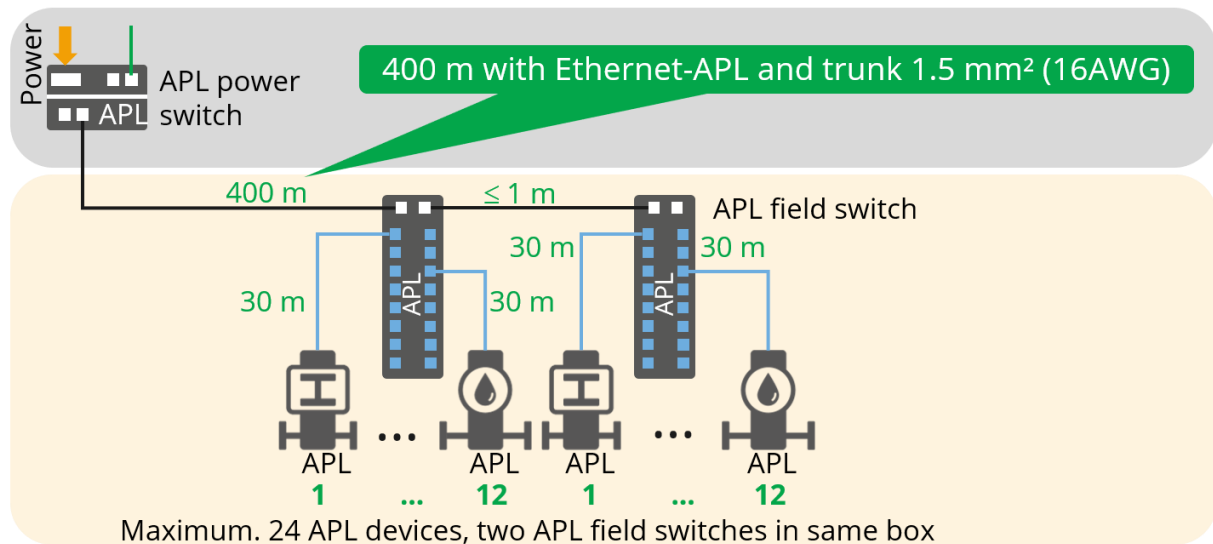 Power
APL power
switch
APL
400 m with Ethernet-APL and trunk 1.5 mm² (16AWG)
400 m
≤ 1 m
APL field switch
30 m
30 m
30 m
30 m
APL
APL
... ...
APL APL APL APL
1 ... 12 1 ... 12
Maximum. 24 APL devices, two APL field switches in same box